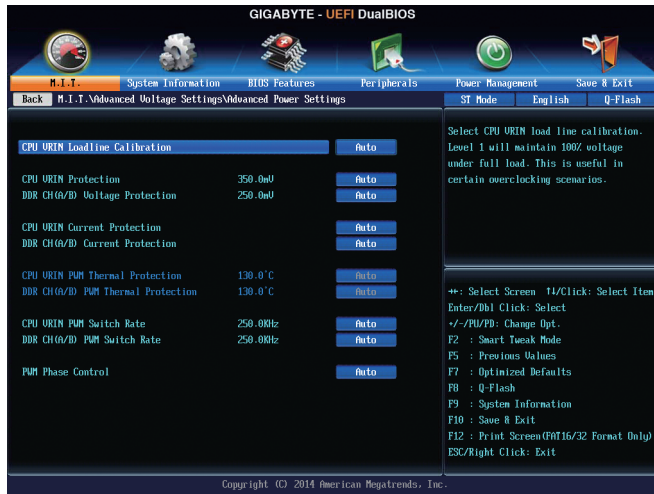 GIGABYTE - UEFI DualBIOS
M.I.T. System Information BIOS Features Peripherals Power Management Save & Exit
Back M.I.T.\Advanced Voltage Settings\Advanced Power Settings ST Mode English Q-Flash
CPU VRIN Loadline Calibration Auto
CPU VRIN Protection 350.0mV Auto
DDR CH(A/B) Voltage Protection 250.0mV Auto
CPU VRIN Current Protection Auto
DDR CH(A/B) Current Protection Auto
CPU VRIN PWM Thermal Protection 130.0°C Auto
DDR CH(A/B) PWM Thermal Protection 130.0°C Auto
CPU VRIN PWM Switch Rate 250.0KHz Auto
DDR CH(A/B) PWM Switch Rate 250.0KHz Auto
PWM Phase Control Auto
Select CPU VRIN load line calibration.
Level 1 will maintain 100% voltage
under full load. This is useful in
certain overclocking scenarios.
→←: Select Screen ↑↓/Click: Select Item
Enter/Dbl Click: Select
+/-/PU/PD: Change Opt.
F2 : Smart Tweak Mode
F5 : Previous Values
F7 : Optimized Defaults
F8 : Q-Flash
F9 : System Information
F10 : Save & Exit
F12 : Print Screen(FAT16/32 Format Only)
ESC/Right Click: Exit
Copyright (C) 2014 American Megatrends, Inc.